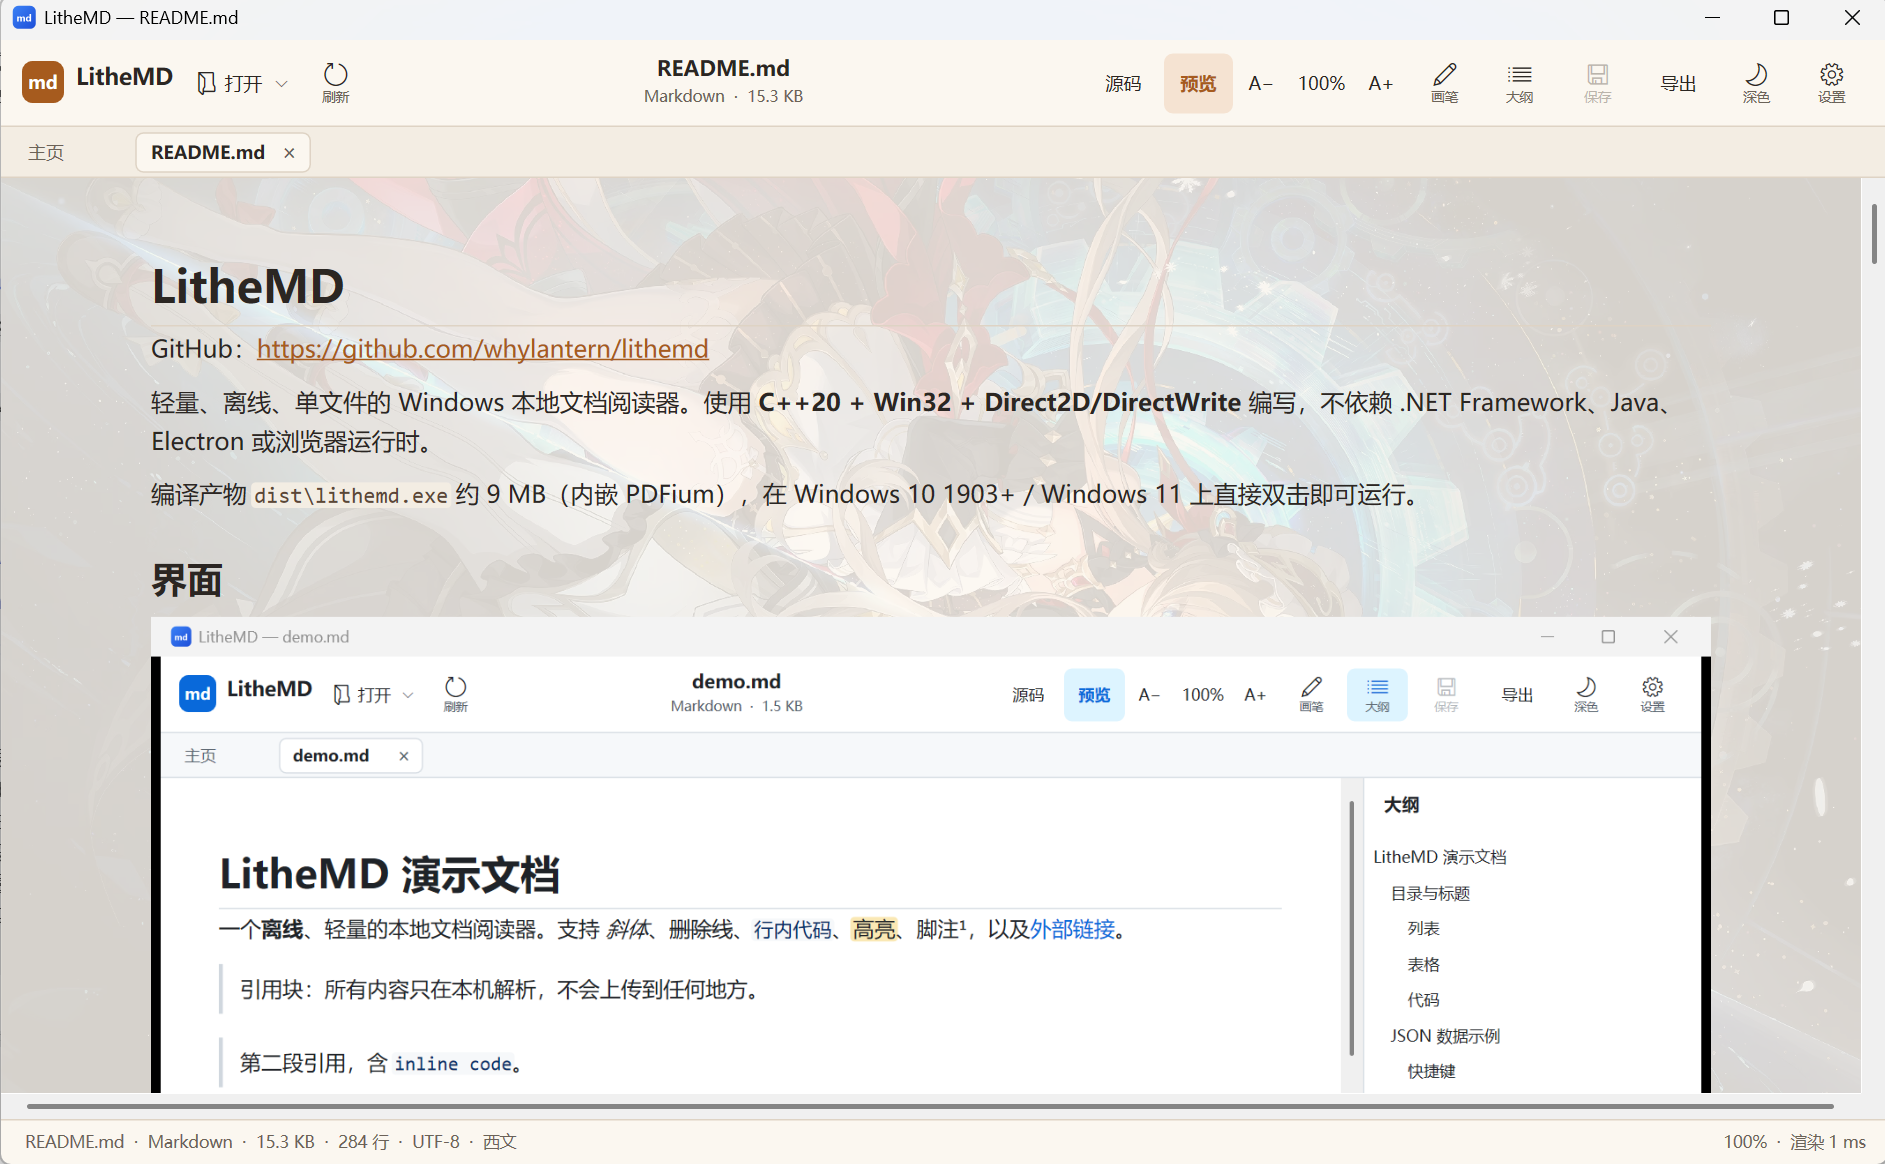 md LitheMD — README.md
md LitheMD 打开 刷新
README.md
Markdown · 15.3 KB
源码 预览 A− 100% A+ 画笔 大纲 保存 导出 深色 设置
主页 README.md ×
LitheMD
GitHub：https://github.com/whylantern/lithemd
轻量、离线、单文件的 Windows 本地文档阅读器。使用 C++20 + Win32 + Direct2D/DirectWrite 编写，不依赖 .NET Framework、Java、
Electron 或浏览器运行时。
编译产物 dist\lithemd.exe 约 9 MB（内嵌 PDFium），在 Windows 10 1903+ / Windows 11 上直接双击即可运行。
界面
md LitheMD — demo.md
md LitheMD 打开 刷新
demo.md
Markdown · 1.5 KB
源码 预览 A− 100% A+ 画笔 大纲 保存 导出 深色 设置
主页 demo.md ×
LitheMD 演示文档
一个离线、轻量的本地文档阅读器。支持 斜体、删除线、行内代码、高亮、脚注¹，以及外部链接。
引用块：所有内容只在本机解析，不会上传到任何地方。
第二段引用，含 inline code。
大纲
LitheMD 演示文档
目录与标题
列表
表格
代码
JSON 数据示例
快捷键
README.md · Markdown · 15.3 KB · 284 行 · UTF-8 · 西文
100% · 渲染 1 ms